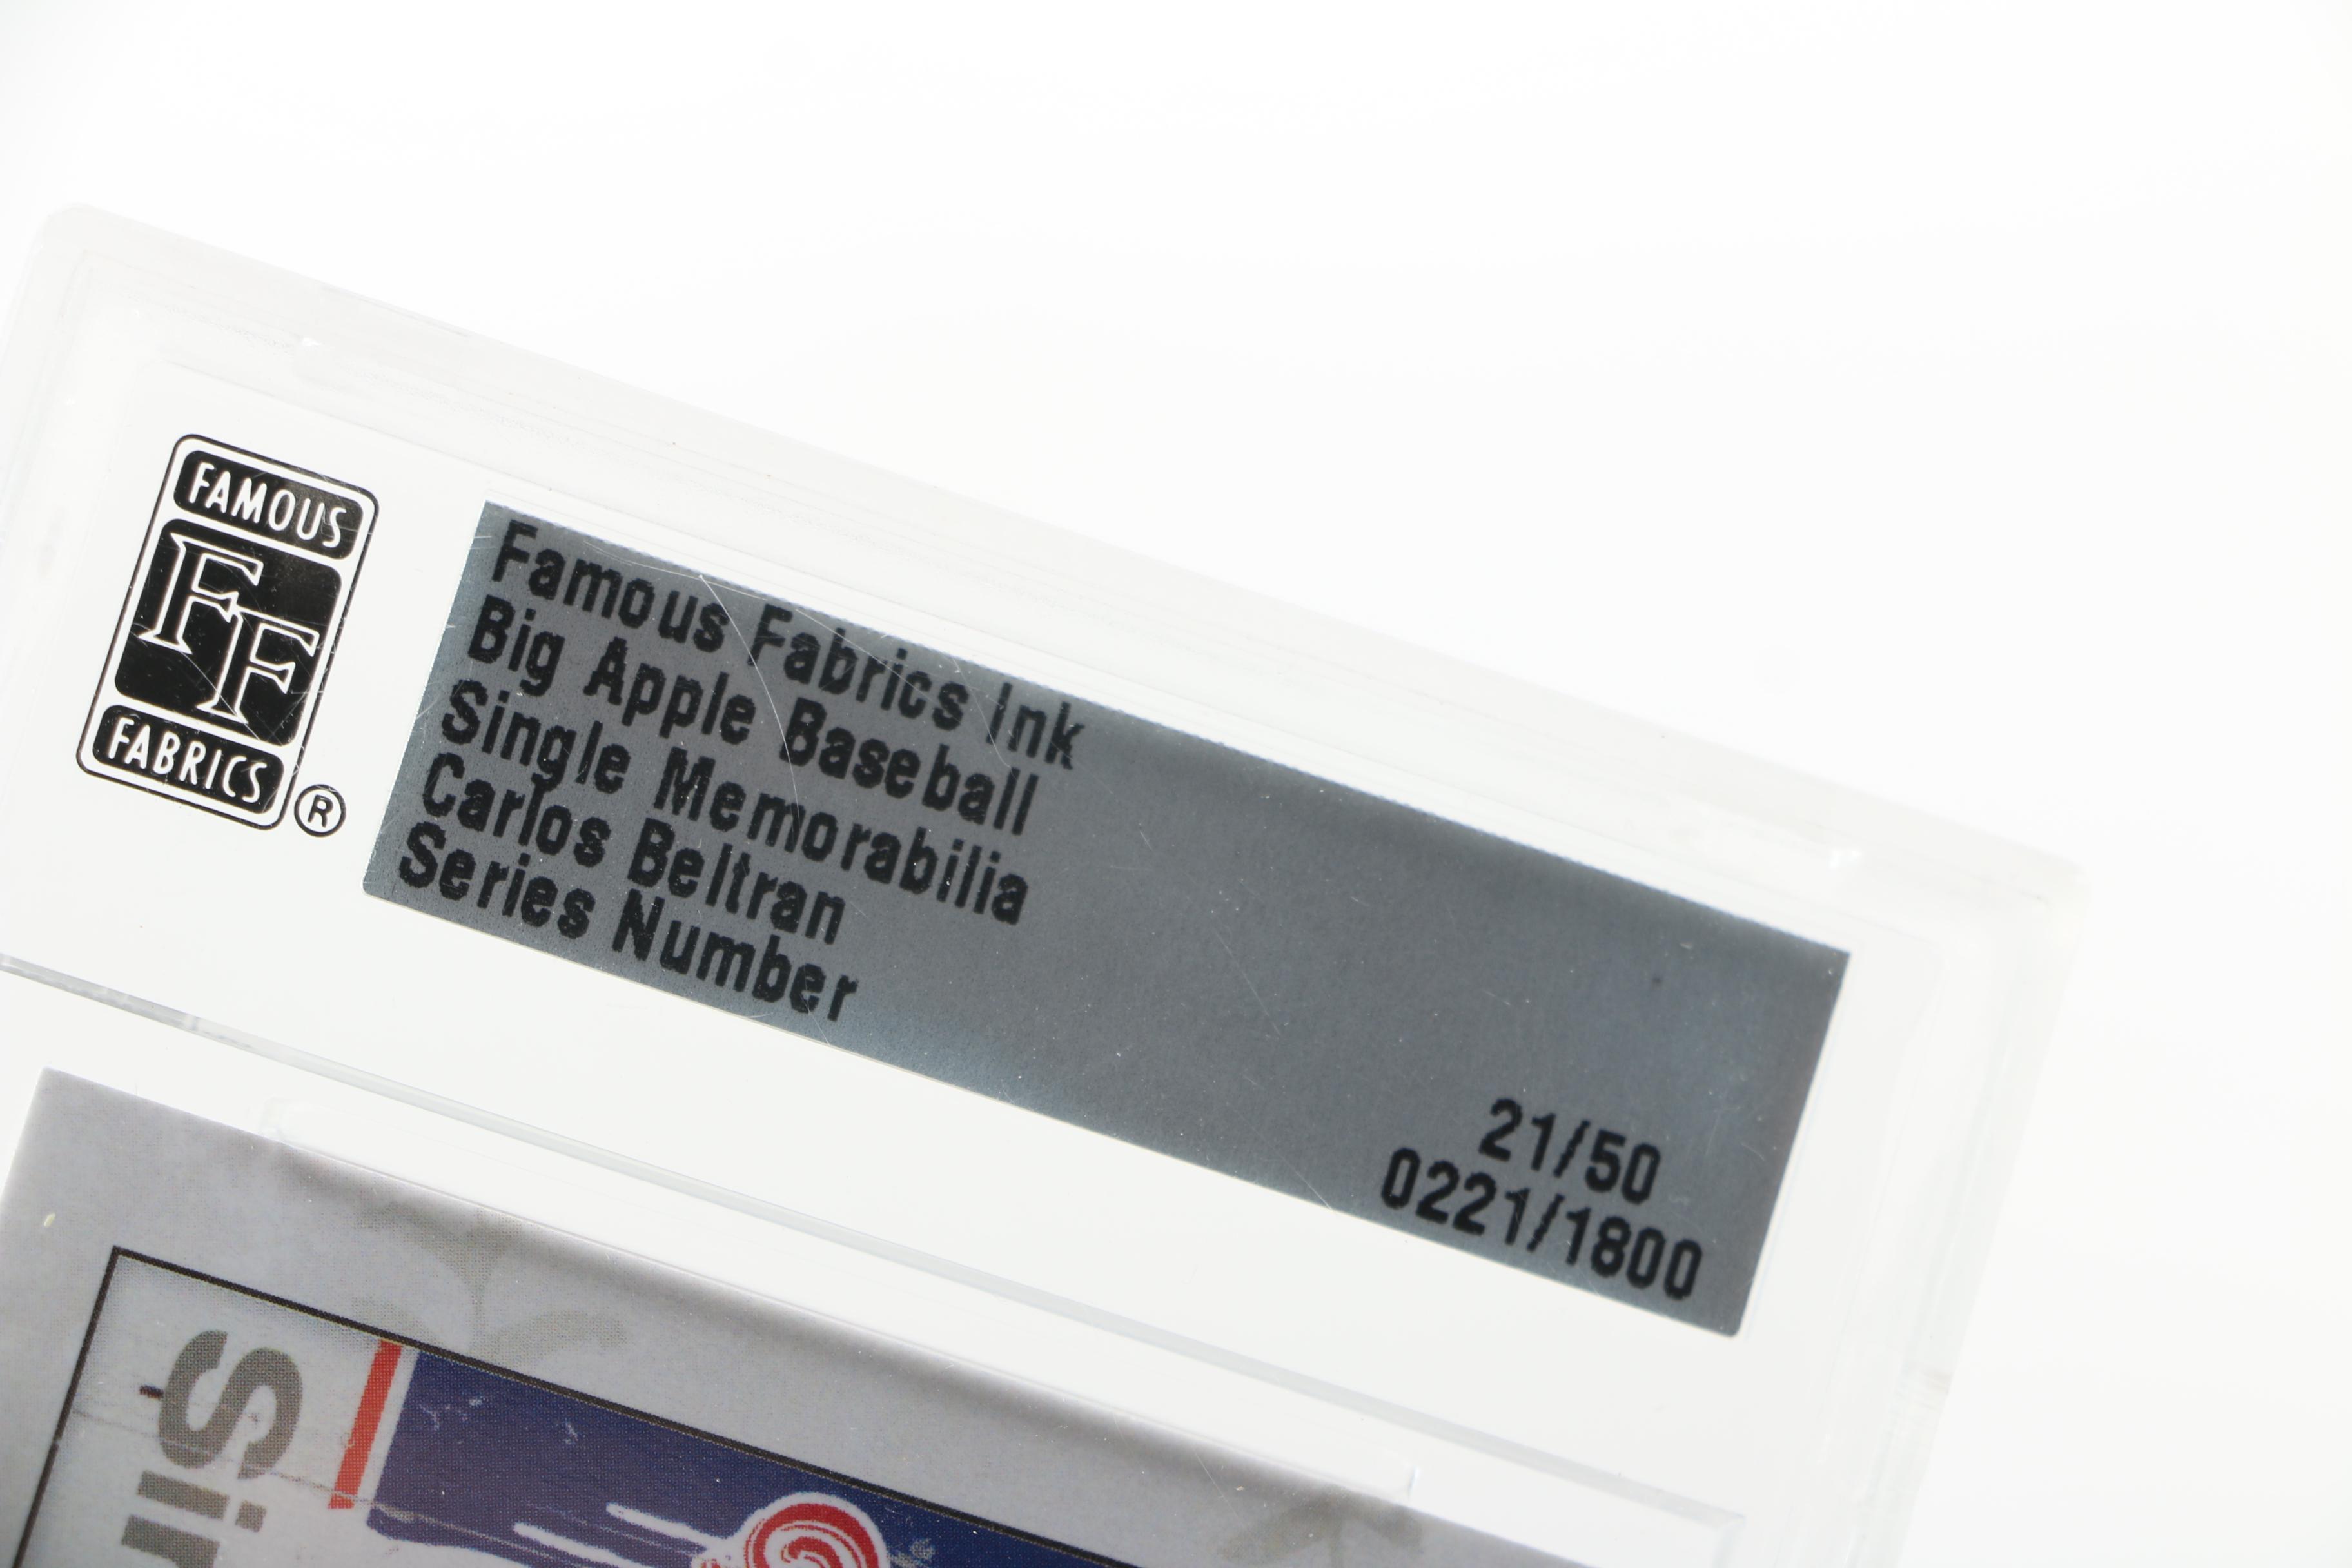 FAMOUS
FF
FABRICS
®
Famous Fabrics Ink
Big Apple Baseball
Single Memorabilia
Carlos Beltran 21/50
Series Number 0221/1800